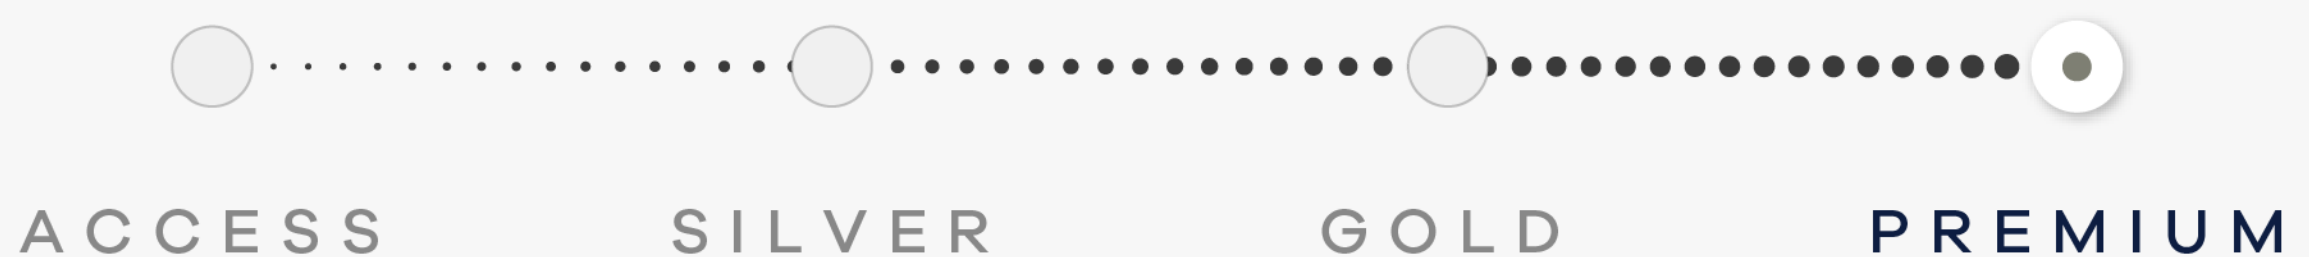 ACCESS SILVER GOLD PREMIUM